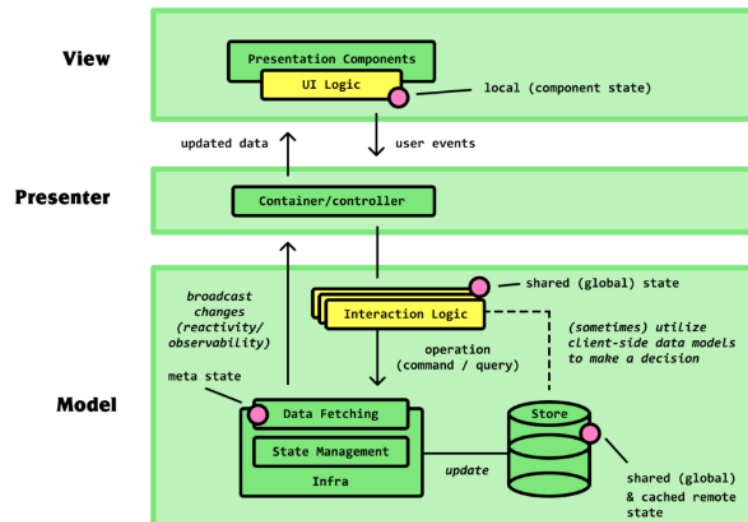 View
Presentation Components
UI Logic
local (component state)
updated data
user events
Presenter
Container/controller
broadcast
changes
(reactivity/
observability)
shared (global) state
Interaction Logic
(sometimes) utilize
client-side data models
to make a decision
operation
(command / query)
meta state
Model
Data Fetching
State Management
Infra
Store
update
shared (global)
& cached remote
state